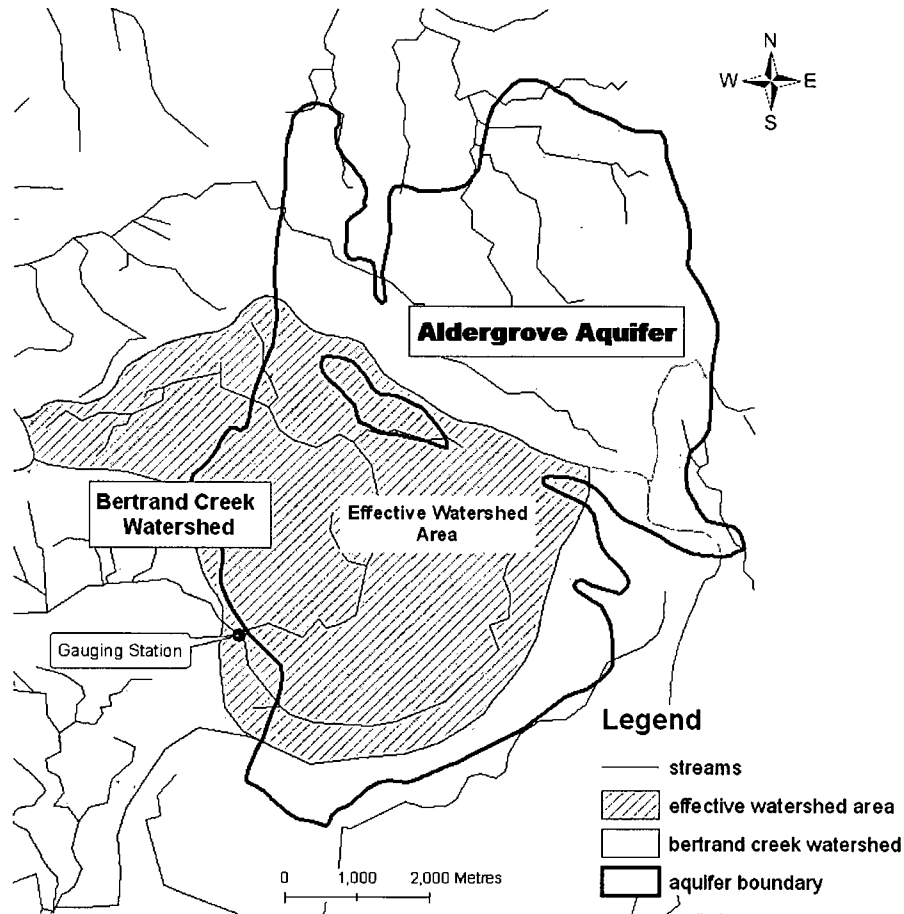 N
W E
S
Aldergrove Aquifer
Bertrand Creek
Watershed
Effective Watershed
Area
Gauging Station
Legend
streams
effective watershed area
bertrand creek watershed
aquifer boundary
0 1,000 2,000 Metres